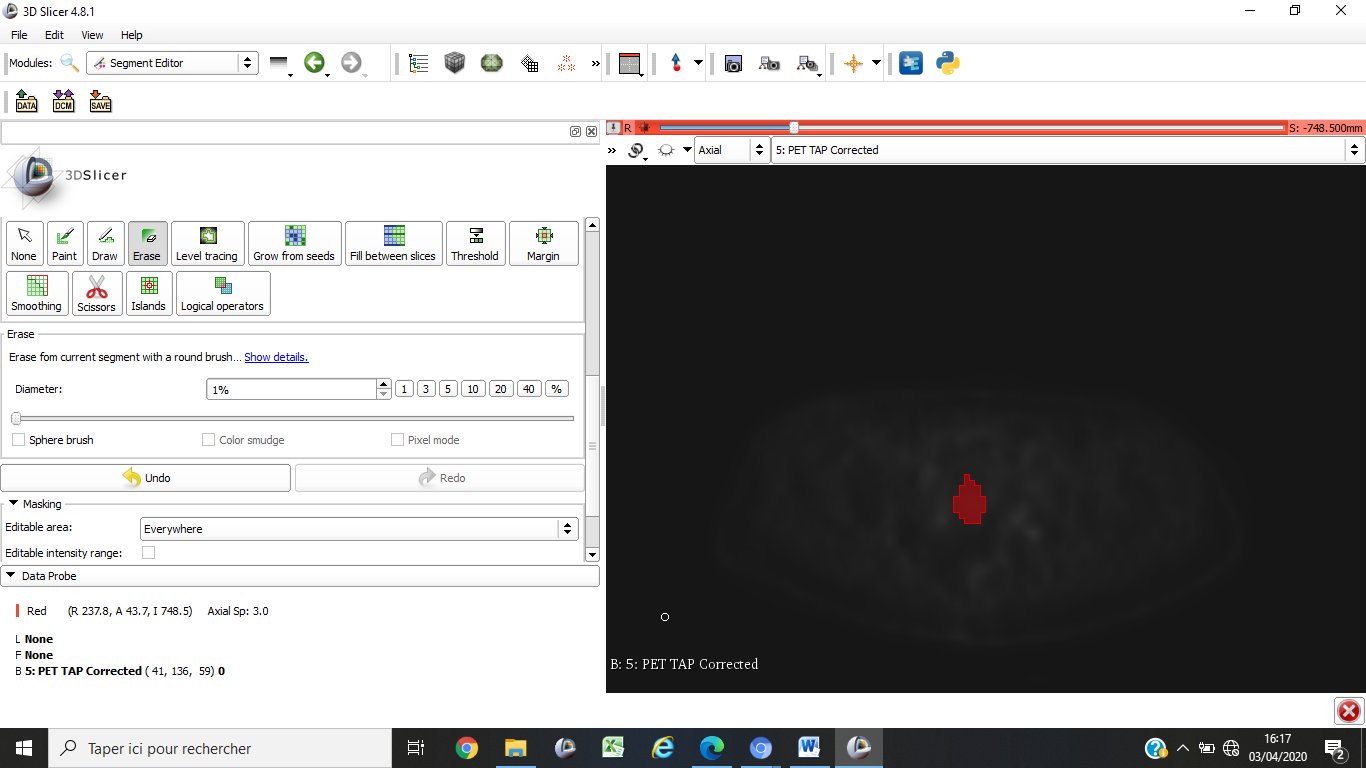 3D Slicer 4.8.1
File Edit View Help
Modules: Segment Editor
DATA DCM SAVE
R S: -748.500mm
Axial 5: PET TAP Corrected
3DSlicer
None Paint Draw Erase Level tracing Grow from seeds Fill between slices Threshold Margin
Smoothing Scissors Islands Logical operators
Erase
Erase fom current segment with a round brush... Show details.
Diameter: 1% 1 3 5 10 20 40 %
Sphere brush Color smudge Pixel mode
Undo Redo
Masking
Editable area: Everywhere
Editable intensity range:
Data Probe
Red (R 237.8, A 43.7, I 748.5) Axial Sp: 3.0
L None
F None
B 5: PET TAP Corrected ( 41, 136, 59) 0
B: 5: PET TAP Corrected
Taper ici pour rechercher
16:17
03/04/2020
2